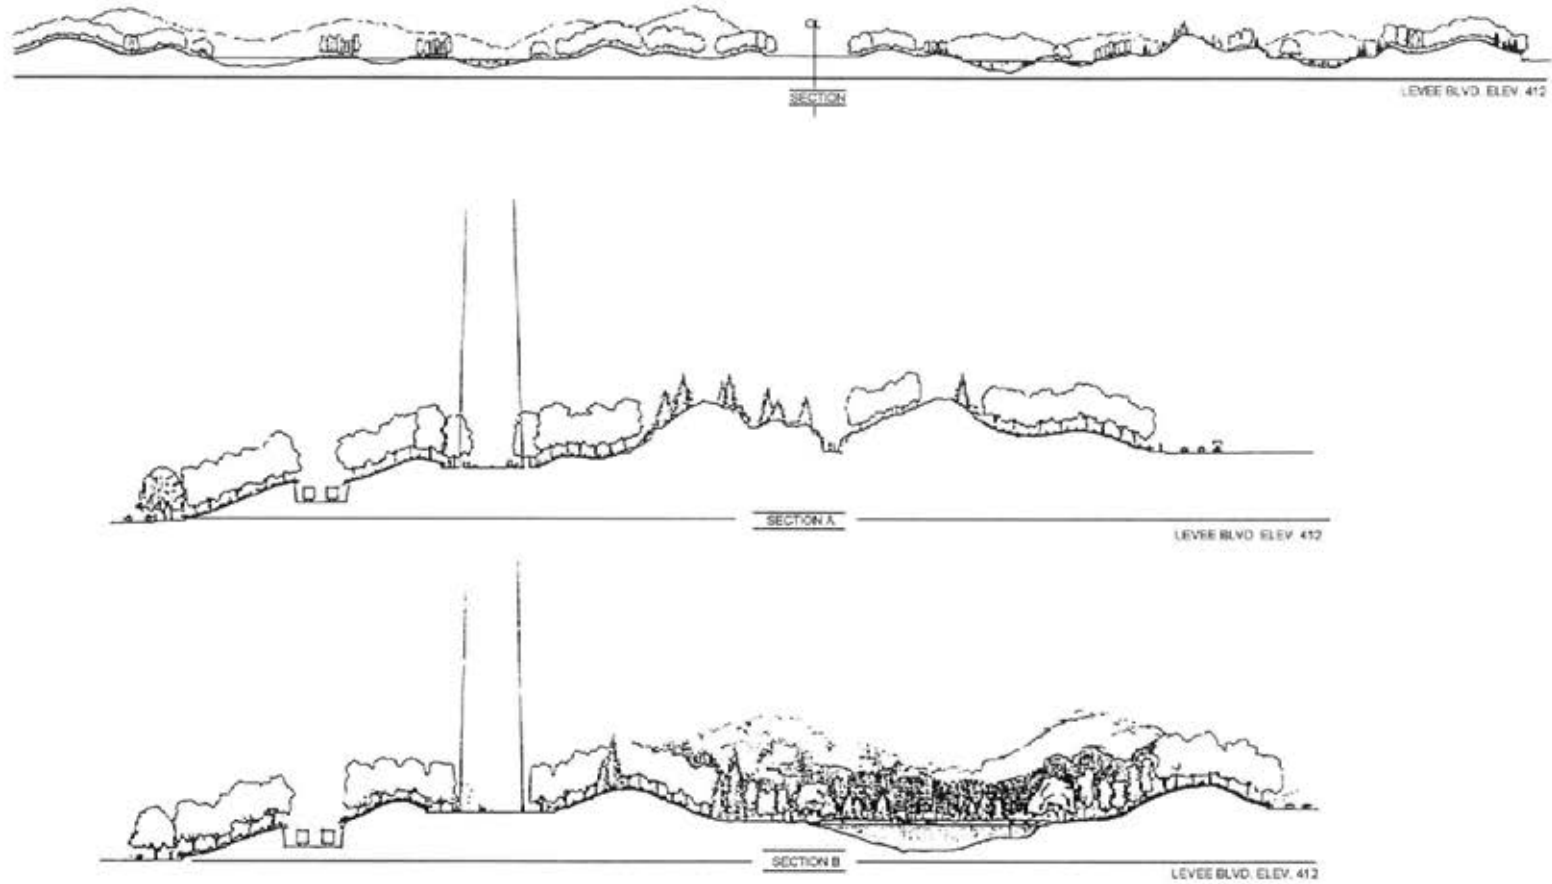 CL
SECTION
LEVEE BLVD. ELEV. 412
SECTION A
LEVEE BLVD. ELEV. 412
SECTION B
LEVEE BLVD. ELEV. 412